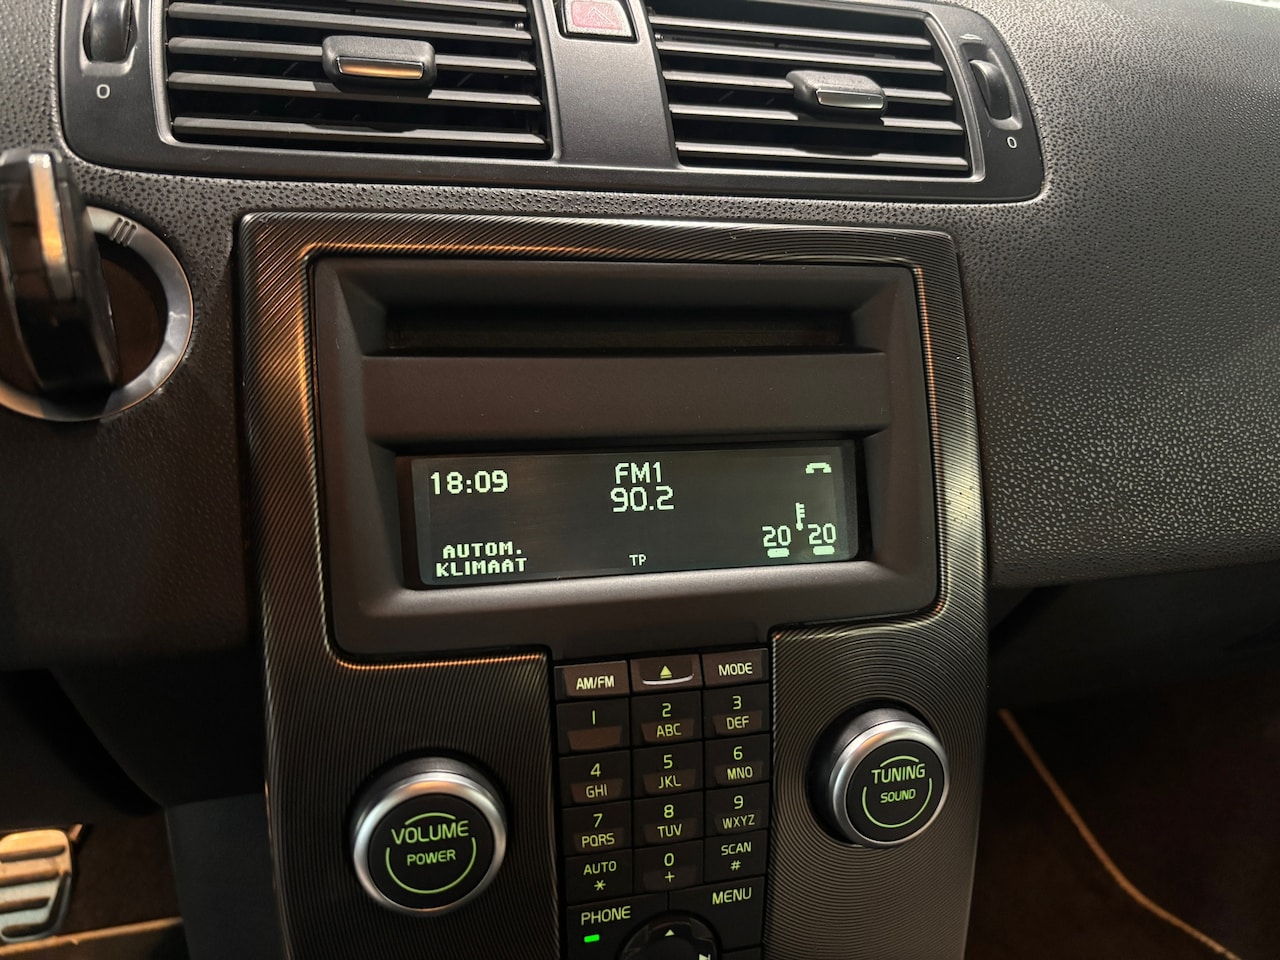 0
0
18:09
FM1
90.2
20 20
AUTOM.
KLIMAAT
TP
AM/FM
MODE
1
2
ABC
3
DEF
4
GHI
5
JKL
6
MNO
7
PQRS
8
TUV
9
WXYZ
AUTO
*
0
+
SCAN
#
PHONE
MENU
VOLUME
POWER
TUNING
SOUND